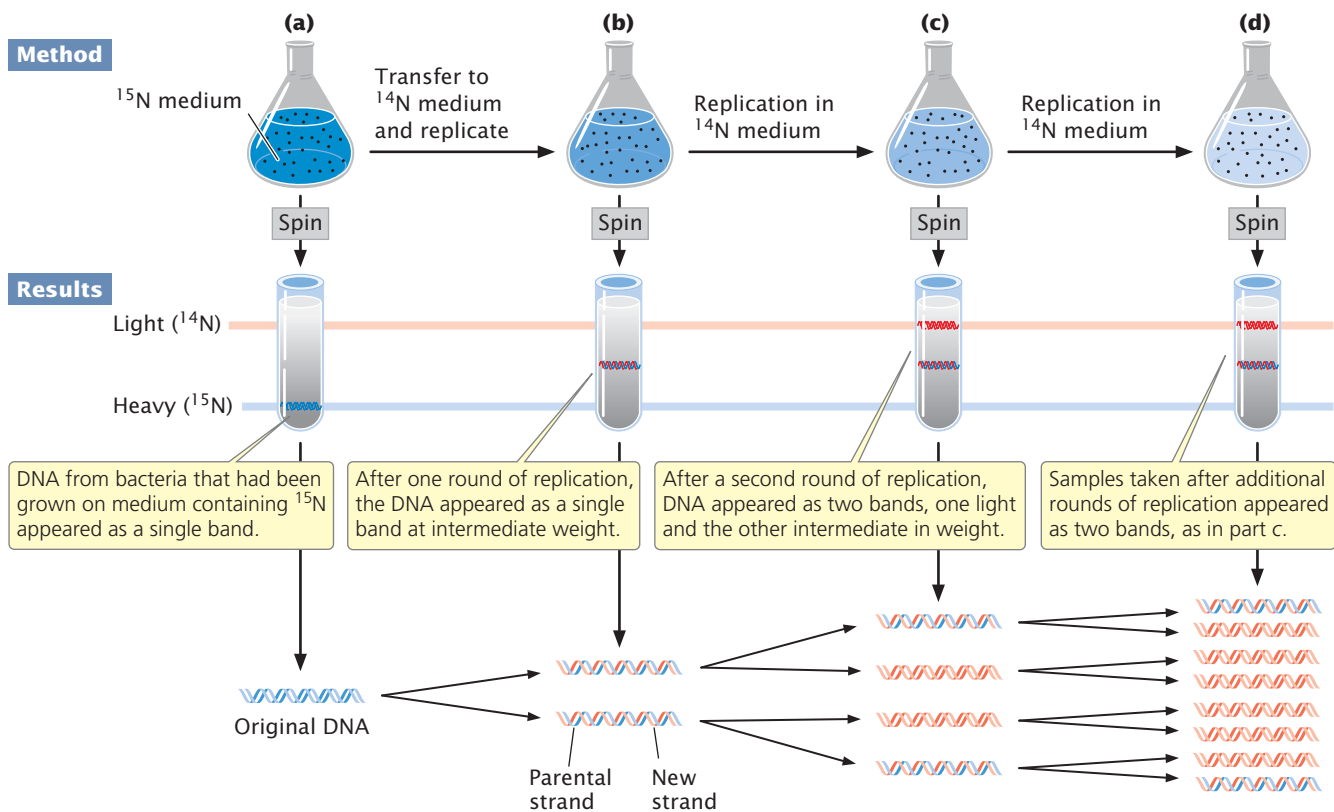 (a)
(b)
(c)
(d)
Method
¹⁵N medium
Transfer to
¹⁴N medium
and replicate
Replication in
¹⁴N medium
Replication in
¹⁴N medium
Spin
Spin
Spin
Spin
Results
Light (¹⁴N)
Heavy (¹⁵N)
DNA from bacteria that had been
grown on medium containing ¹⁵N
appeared as a single band.
After one round of replication,
the DNA appeared as a single
band at intermediate weight.
After a second round of replication,
DNA appeared as two bands, one light
and the other intermediate in weight.
Samples taken after additional
rounds of replication appeared
as two bands, as in part c.
Original DNA
Parental
strand
New
strand